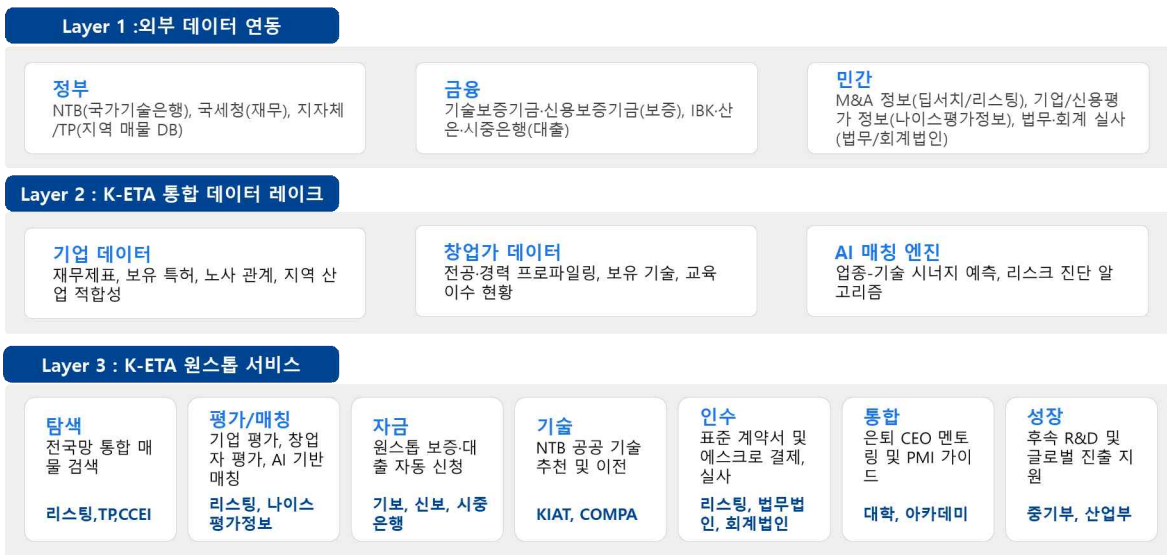 Layer 1 :외부 데이터 연동
정부
NTB(국가기술은행), 국세청(재무), 지자체
/TP(지역 매물 DB)
금융
기술보증기금·신용보증기금(보증), IBK·산
은·시중은행(대출)
민간
M&A 정보(딥서치/리스팅), 기업/신용평
가 정보(나이스평가정보), 법무·회계 실사
(법무/회계법인)
Layer 2 : K-ETA 통합 데이터 레이크
기업 데이터
재무제표, 보유 특허, 노사 관계, 지역 산
업 적합성
창업가 데이터
전공·경력 프로파일링, 보유 기술, 교육
이수 현황
AI 매칭 엔진
업종-기술 시너지 예측, 리스크 진단 알
고리즘
Layer 3 : K-ETA 원스톱 서비스
탐색
전국망 통합 매
물 검색
리스팅,TP,CCEI
평가/매칭
기업 평가, 창업
자 평가, AI 기반
매칭
리스팅, 나이스
평가정보
자금
원스톱 보증·대
출 자동 신청
기보, 신보, 시중
은행
기술
NTB 공공 기술
추천 및 이전
KIAT, COMPA
인수
표준 계약서 및
에스크로 결제,
실사
리스팅, 법무법
인, 회계법인
통합
은퇴 CEO 멘토
링 및 PMI 가이
드
대학, 아카데미
성장
후속 R&D 및
글로벌 진출 지
원
중기부, 산업부